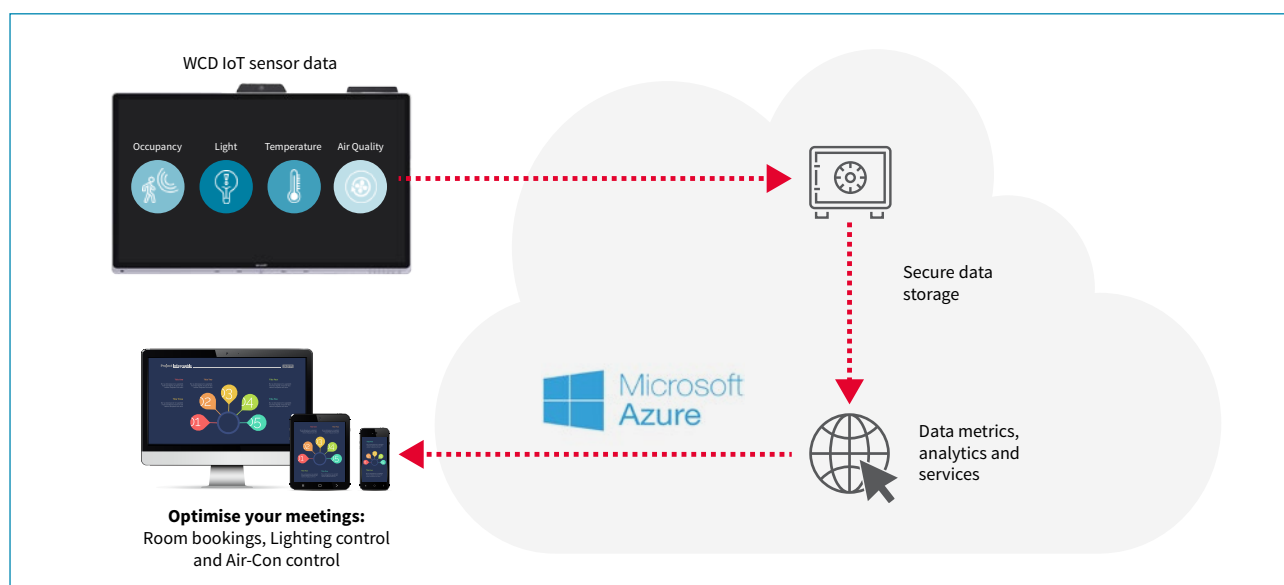 WCD IoT sensor data
Occupancy Light Temperature Air Quality
Secure data
storage
Microsoft
Azure
Data metrics,
analytics and
services
Optimise your meetings:
Room bookings, Lighting control
and Air-Con control